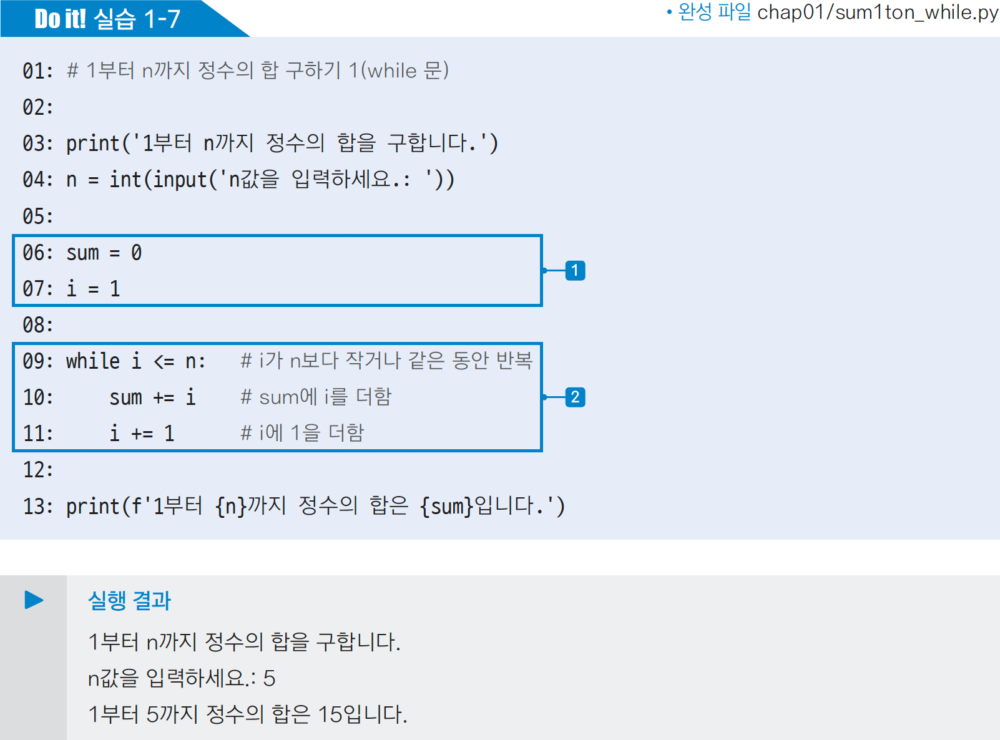 Do it! 실습 1-7
• 완성 파일 chap01/sum1ton_while.py
01: # 1부터 n까지 정수의 합 구하기 1(while 문)
02:
03: print('1부터 n까지 정수의 합을 구합니다.')
04: n = int(input('n값을 입력하세요.: '))
05:
06: sum = 0
07: i = 1
1
08:
09: while i <= n:   # i가 n보다 작거나 같은 동안 반복
10:     sum += i    # sum에 i를 더함
2
11:     i += 1      # i에 1을 더함
12:
13: print(f'1부터 {n}까지 정수의 합은 {sum}입니다.')
실행 결과
1부터 n까지 정수의 합을 구합니다.
n값을 입력하세요.: 5
1부터 5까지 정수의 합은 15입니다.